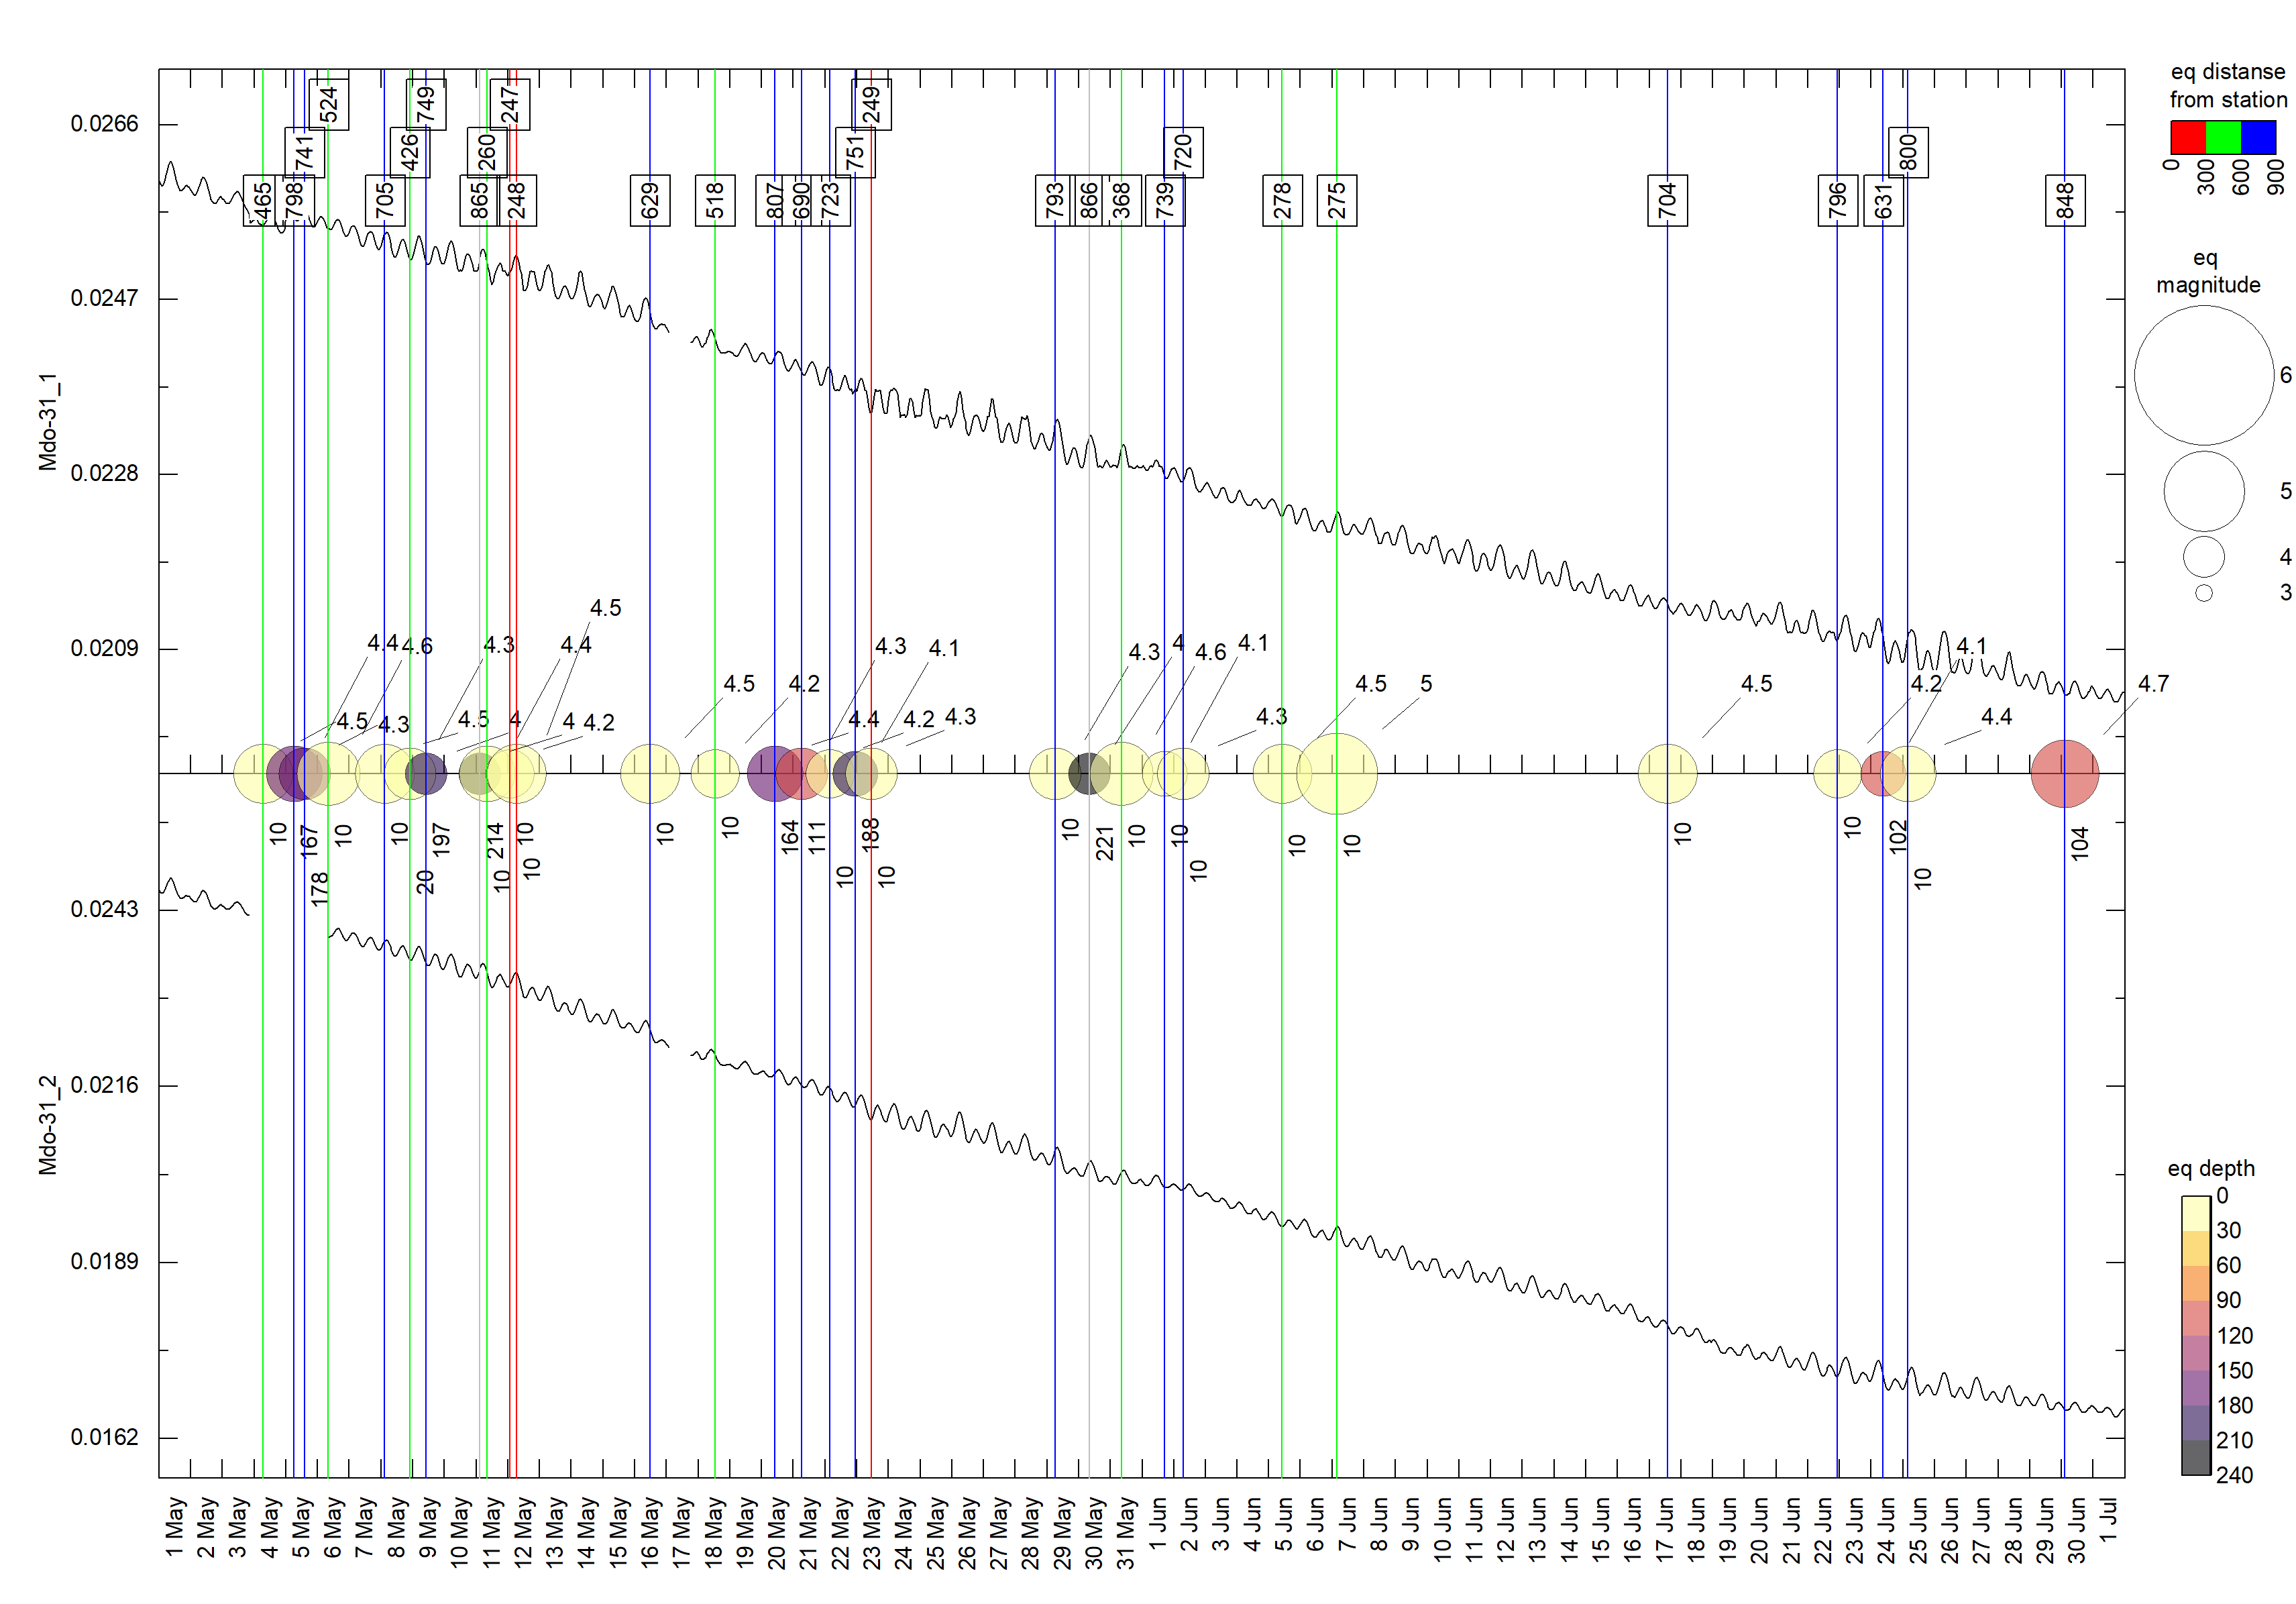 524
749
247
249
eq distanse
from station
0.0266
741
426
260
751
720
800
0 300 600 900
465
798
705
865
248
629
518
807
690
723
793
866
368
739
278
275
704
796
631
848
eq
magnitude
0.0247
6
Mdo-31_1
0.0228
5
4
3
4.5
0.0209
4.4
4.6
4.3
4.4
4.3
4.1
4.3
4
4.6
4.1
4.1
4.5
4.2
4.5
5
4.5
4.2
4.7
4.5
4.3
4.5
4
4
4.2
4.4
4.2
4.3
4.3
4.4
10
167
178
10
10
20
197
214
10
10
10
10
10
164
111
10
188
10
10
221
10
10
10
10
10
10
10
102
10
104
0.0243
Mdo-31_2
0.0216
0.0189
0.0162
eq depth
0
30
60
90
120
150
180
210
240
1 May
2 May
3 May
4 May
5 May
6 May
7 May
8 May
9 May
10 May
11 May
12 May
13 May
14 May
15 May
16 May
17 May
18 May
19 May
20 May
21 May
22 May
23 May
24 May
25 May
26 May
27 May
28 May
29 May
30 May
31 May
1 Jun
2 Jun
3 Jun
4 Jun
5 Jun
6 Jun
7 Jun
8 Jun
9 Jun
10 Jun
11 Jun
12 Jun
13 Jun
14 Jun
15 Jun
16 Jun
17 Jun
18 Jun
19 Jun
20 Jun
21 Jun
22 Jun
23 Jun
24 Jun
25 Jun
26 Jun
27 Jun
28 Jun
29 Jun
30 Jun
1 Jul